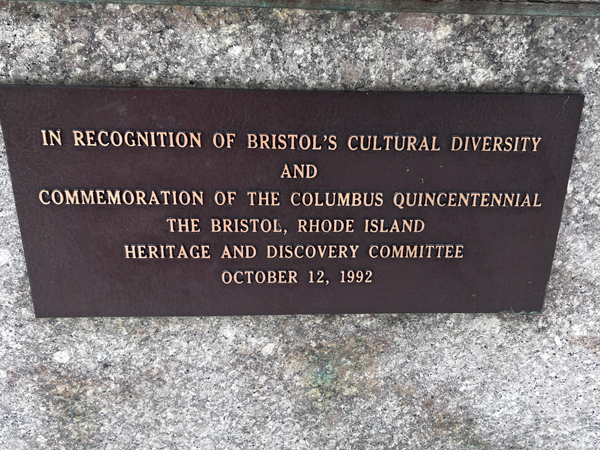 IN RECOGNITION OF BRISTOL'S CULTURAL DIVERSITY
AND
COMMEMORATION OF THE COLUMBUS QUINCENTENNIAL
THE BRISTOL, RHODE ISLAND
HERITAGE AND DISCOVERY COMMITTEE
OCTOBER 12, 1992